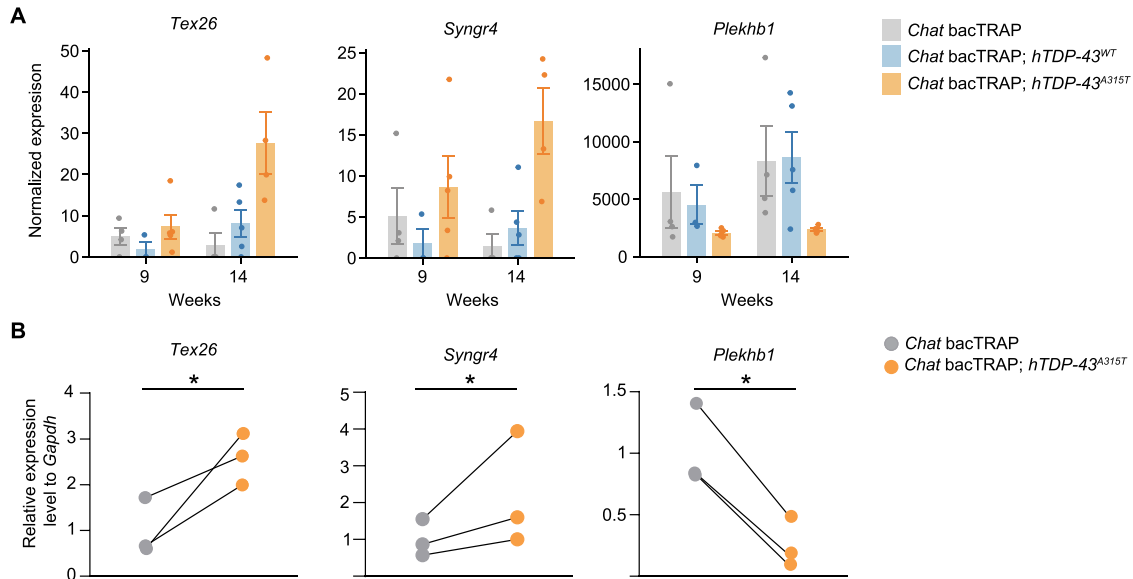 A
Tex26
Syngr4
Plekhb1
Chat bacTRAP
Chat bacTRAP; hTDP-43WT
Chat bacTRAP; hTDP-43A315T
Normalized expresison
50
40
30
20
10
0
25
20
15
10
5
0
15000
10000
5000
0
9
14
9
14
9
14
Weeks
Weeks
Weeks
B
Tex26
Syngr4
Plekhb1
Chat bacTRAP
Chat bacTRAP; hTDP-43A315T
*
*
*
Relative expression
level to Gapdh
4
3
2
1
0
5
4
5
2
1
1.5
1
0.5